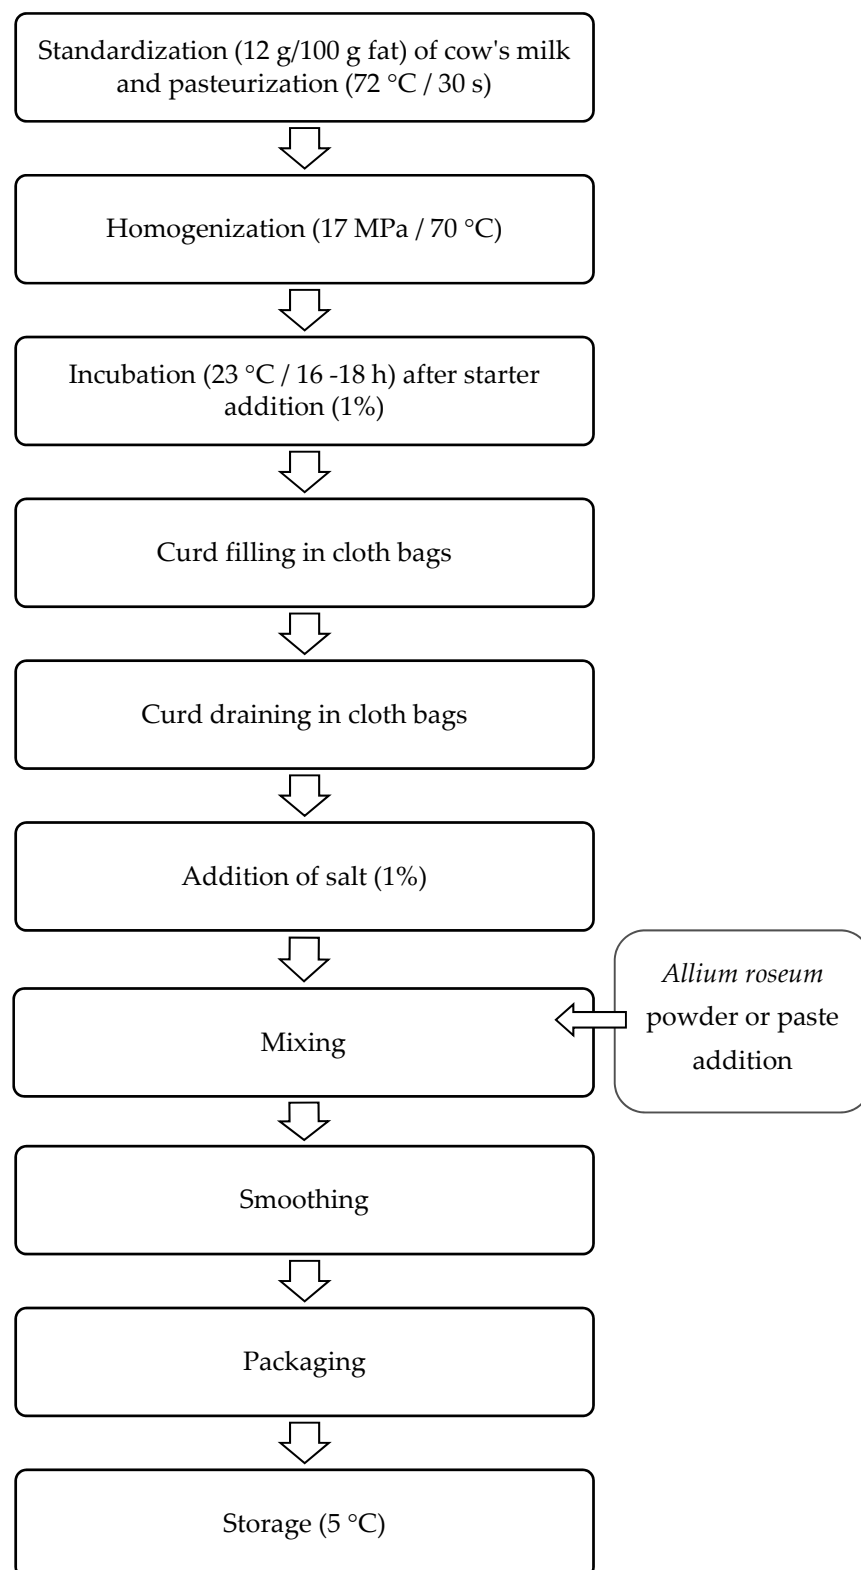 Standardization (12 g/100 g fat) of cow's milk
and pasteurization (72 °C / 30 s)
Homogenization (17 MPa / 70 °C)
Incubation (23 °C / 16 -18 h) after starter
addition (1%)
Curd filling in cloth bags
Curd draining in cloth bags
Addition of salt (1%)
Allium roseum
powder or paste
addition
Mixing
Smoothing
Packaging
Storage (5 °C)